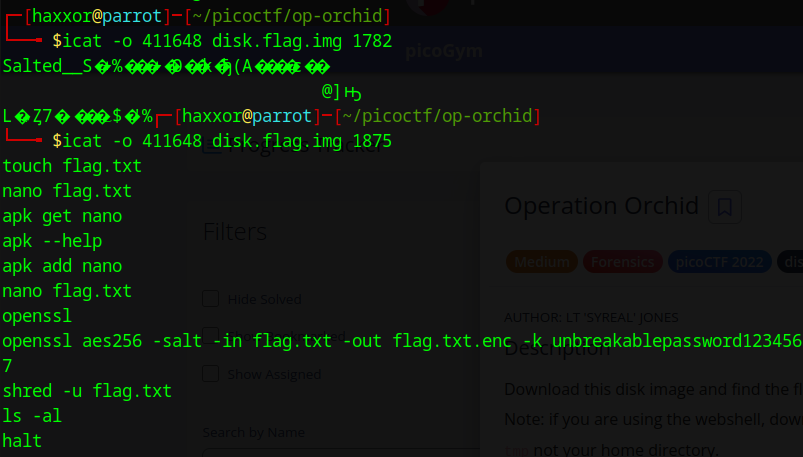 [haxxor@parrot]-[~/picoctf/op-orchid]
$icat -o 411648 disk.flag.img 1782
Salted__S
@]
[haxxor@parrot]-[~/picoctf/op-orchid]
$icat -o 411648 disk.flag.img 1875
touch flag.txt
nano flag.txt
apk get nano
apk --help
apk add nano
nano flag.txt
openssl
openssl aes256 -salt -in flag.txt -out flag.txt.enc -k unbreakablepassword123456
7
shred -u flag.txt
ls -al
halt
picoGym
Filters
Hide Solved
Show Assigned
Search by Name
Operation Orchid
Medium
Forensics
picoCTF 2022
dis
AUTHOR: LT 'SYREAL' JONES
Description
Download this disk image and find the fl
Note: if you are using the webshell, dow
not your home directory.